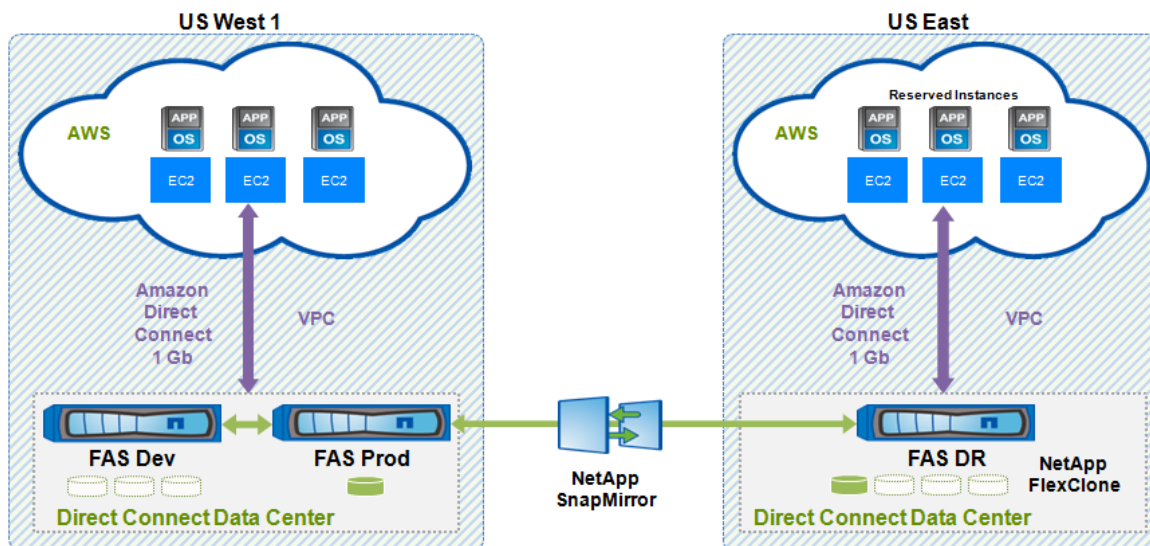 US West 1
US East
Reserved Instances
AWS
APP
OS
APP
OS
APP
OS
EC2
EC2
EC2
AWS
APP
OS
APP
OS
APP
OS
EC2
EC2
EC2
Amazon
Direct
Connect
1 Gb
VPC
Amazon
Direct
Connect
1 Gb
VPC
FAS Dev
FAS Prod
Direct Connect Data Center
NetApp
SnapMirror
FAS DR
NetApp
FlexClone
Direct Connect Data Center